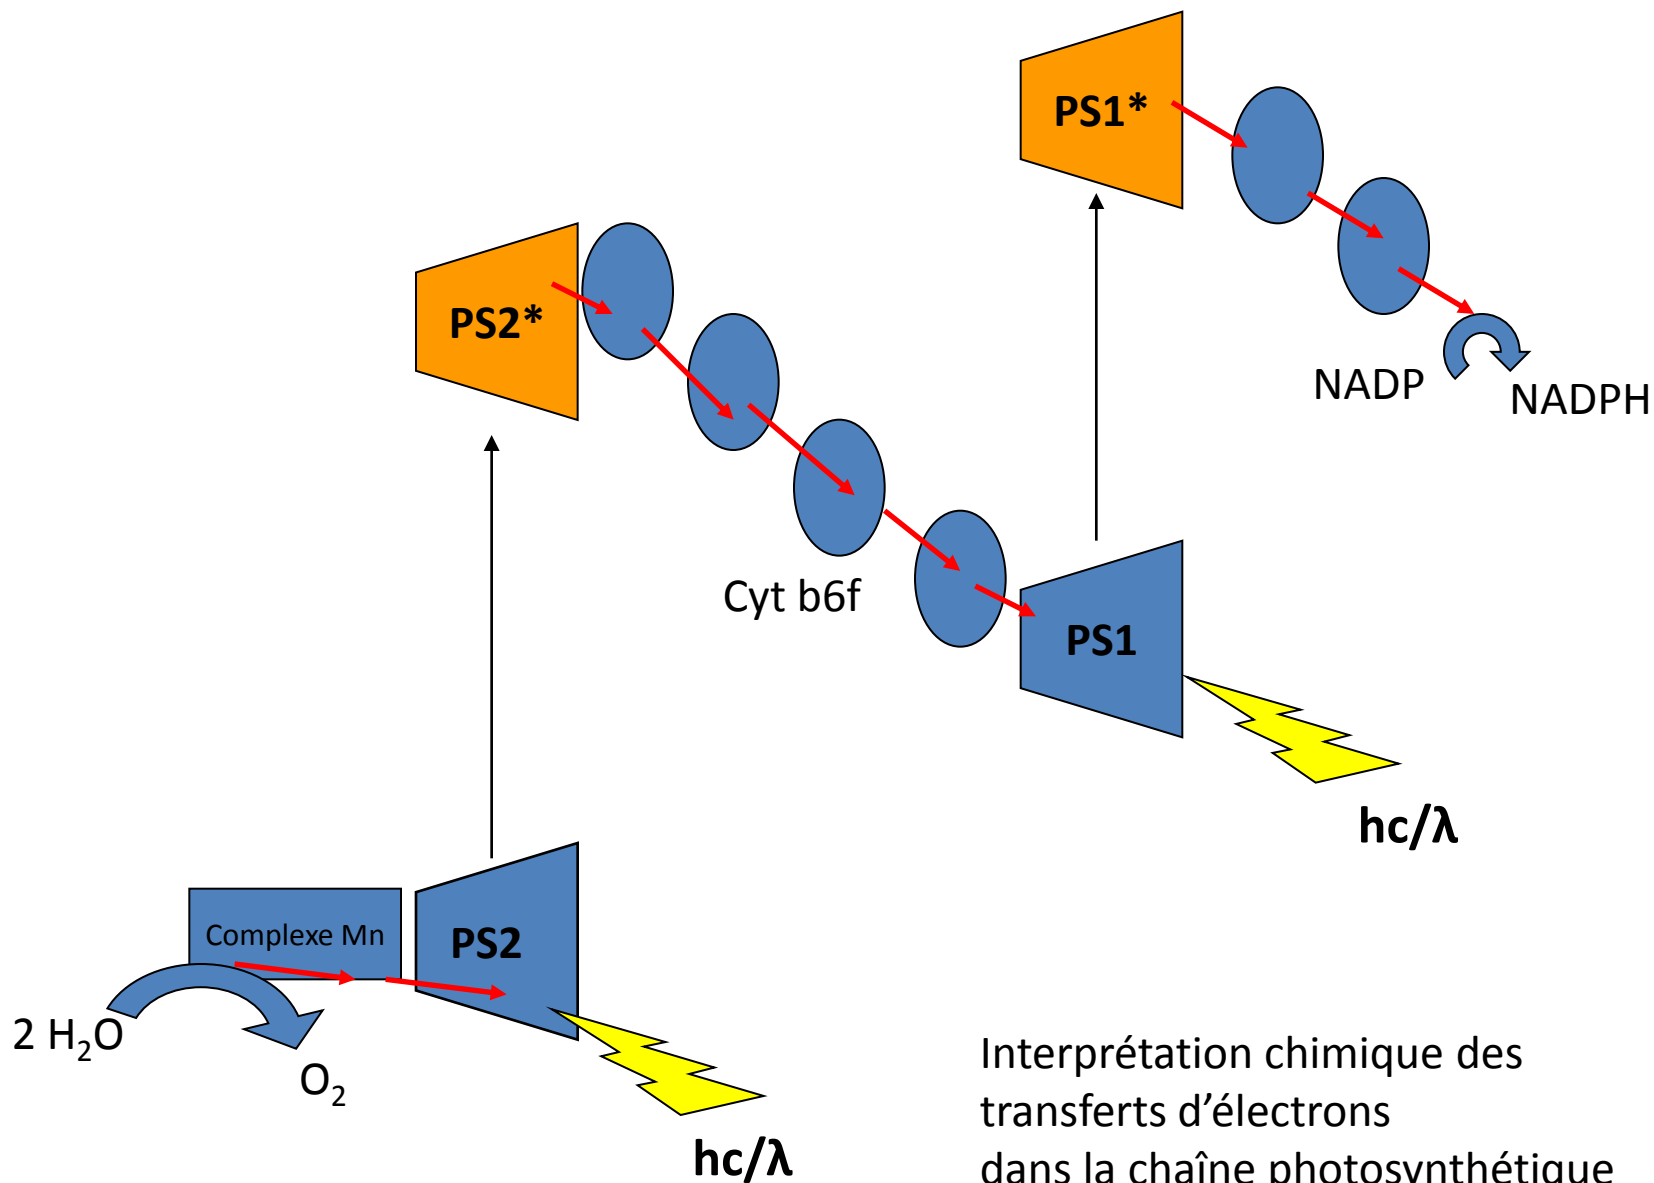 PS1*
PS2*
NADP
NADPH
Cyt b6f
PS1
hc/λ
Complexe Mn
PS2
2 H₂O
O₂
hc/λ
Interprétation chimique des
transferts d’électrons
dans la chaîne photosynthétique